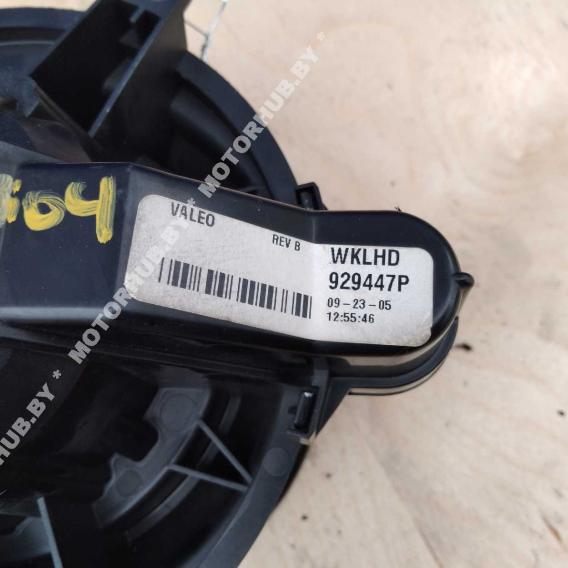 VALEO
REV B
WKLHD
929447P
09-23-05
12:55:46
MOTORHUB.BY * MOTORHUB.BY * MOTORHUB.BY *